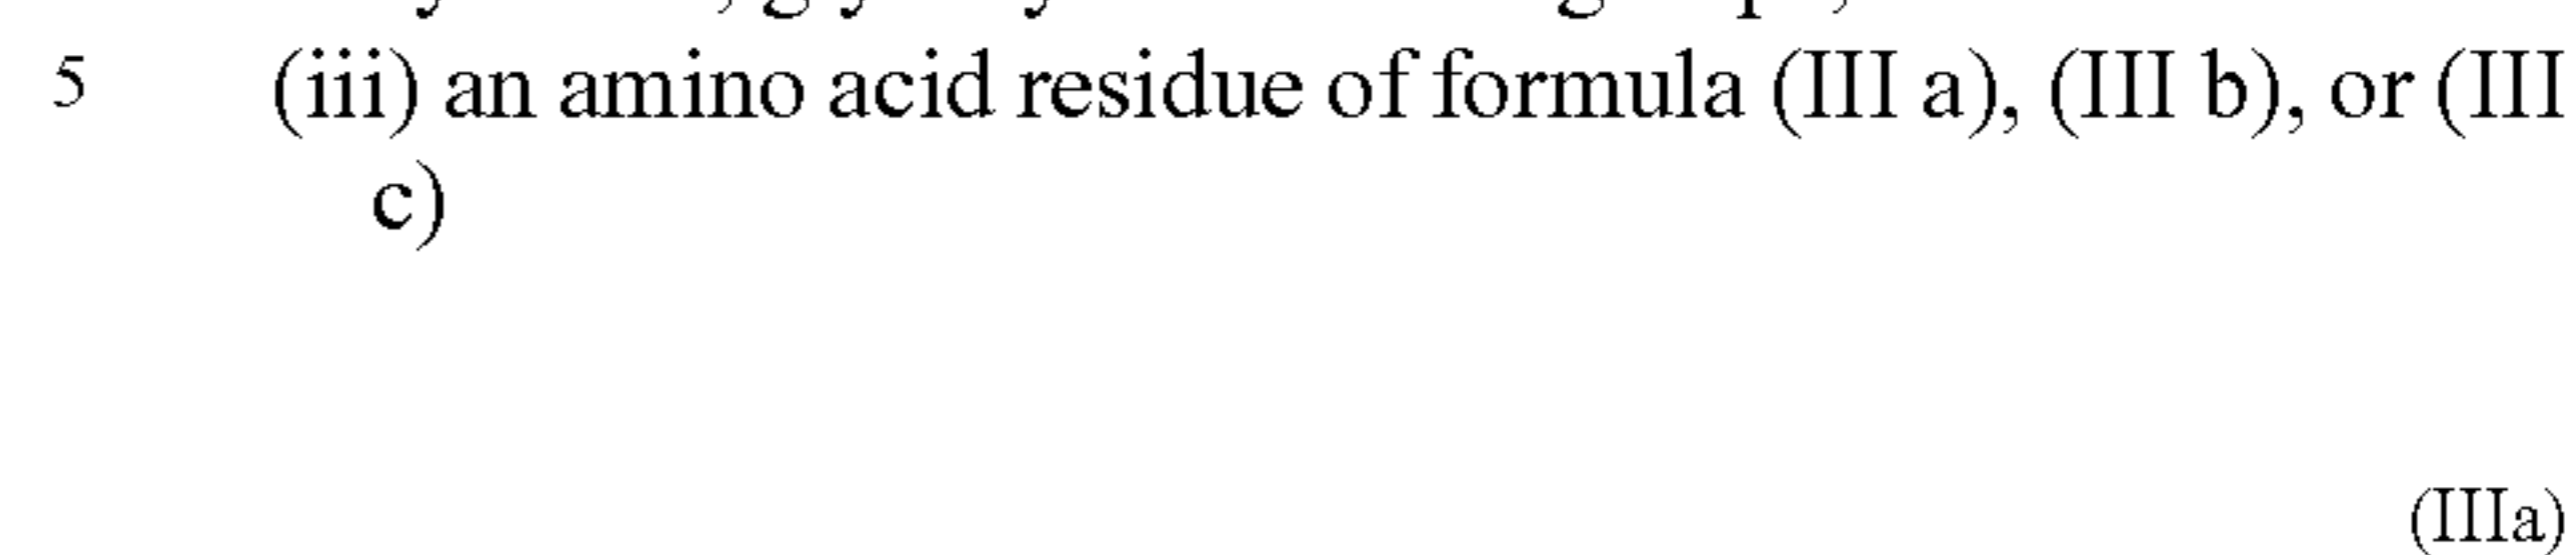 5 (iii) an amino acid residue of formula (III a), (III b), or (III
c)
(IIIa)